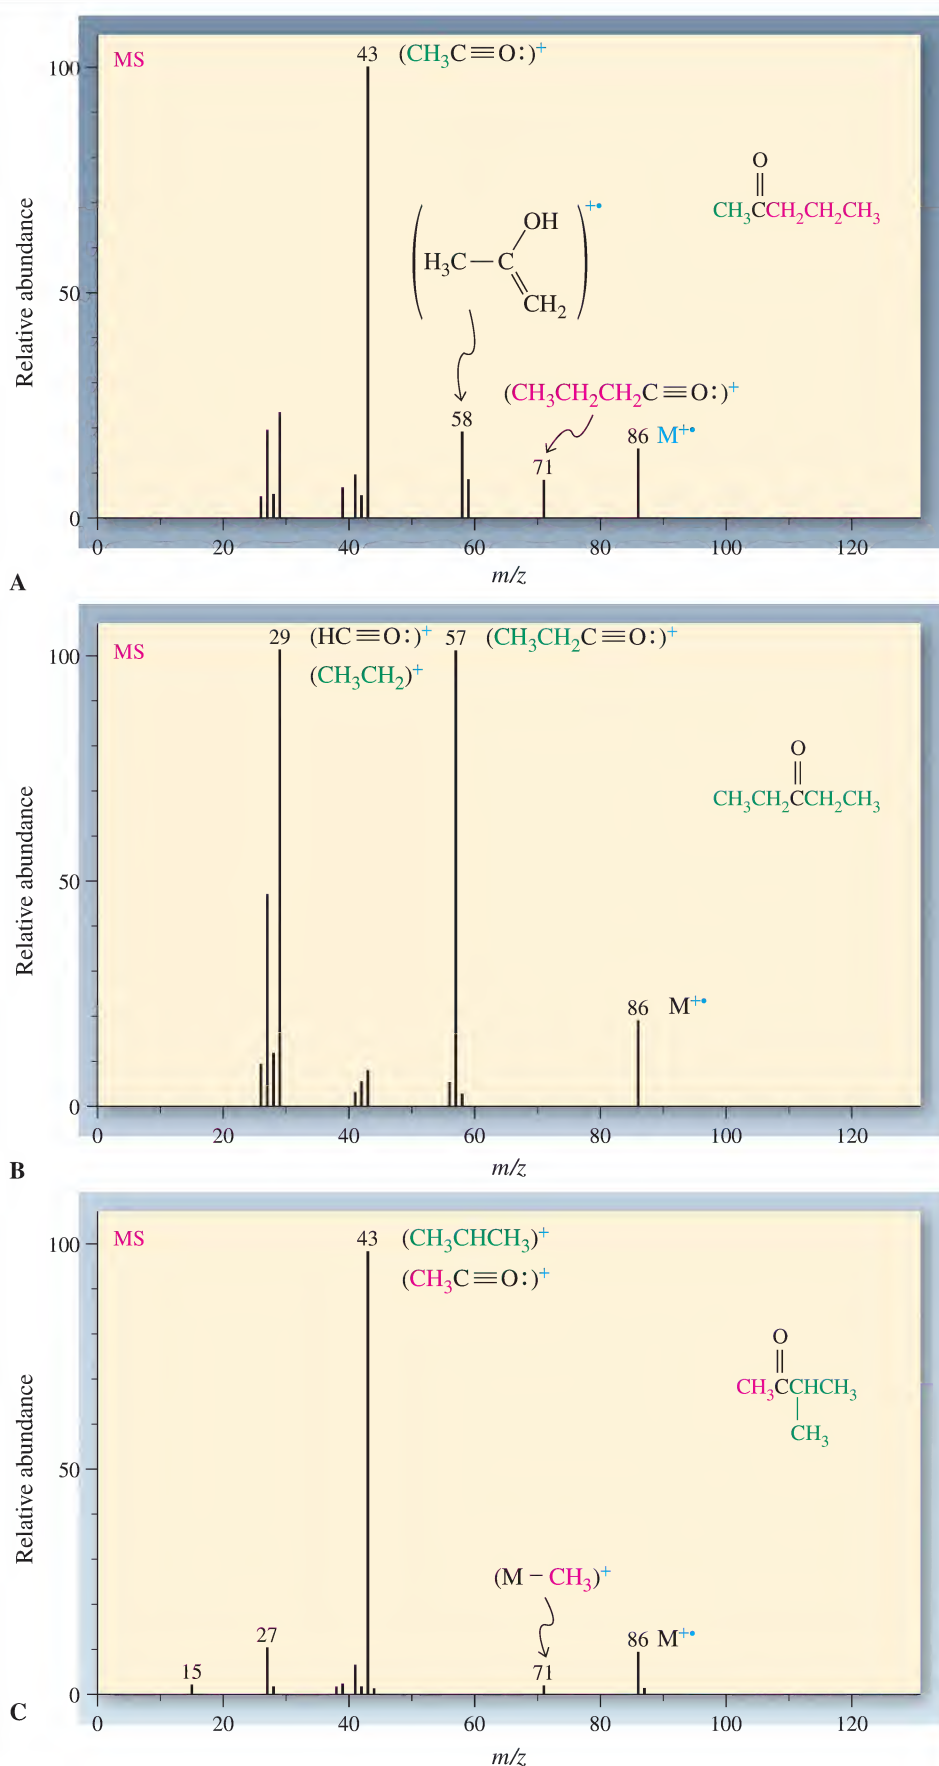 MS
43 (CH₃C≡O:)⁺
100
O
CH₃CCH₂CH₂CH₃
+•
OH
H₃C—C
CH₂
50
Relative abundance
(CH₃CH₂CH₂C≡O:)⁺
58
86 M⁺•
71
0
0 20 40 60 80 100 120
m/z
A
MS
29 (HC≡O:)⁺ 57 (CH₃CH₂C≡O:)⁺
100
(CH₃CH₂)⁺
O
CH₃CH₂CCH₂CH₃
50
Relative abundance
86 M⁺•
0
0 20 40 60 80 100 120
m/z
B
MS
43 (CH₃CHCH₃)⁺
100
(CH₃C≡O:)⁺
O
CH₃CCHCH₃
CH₃
50
Relative abundance
(M − CH₃)⁺
27
86 M⁺•
15
71
0
0 20 40 60 80 100 120
m/z
C